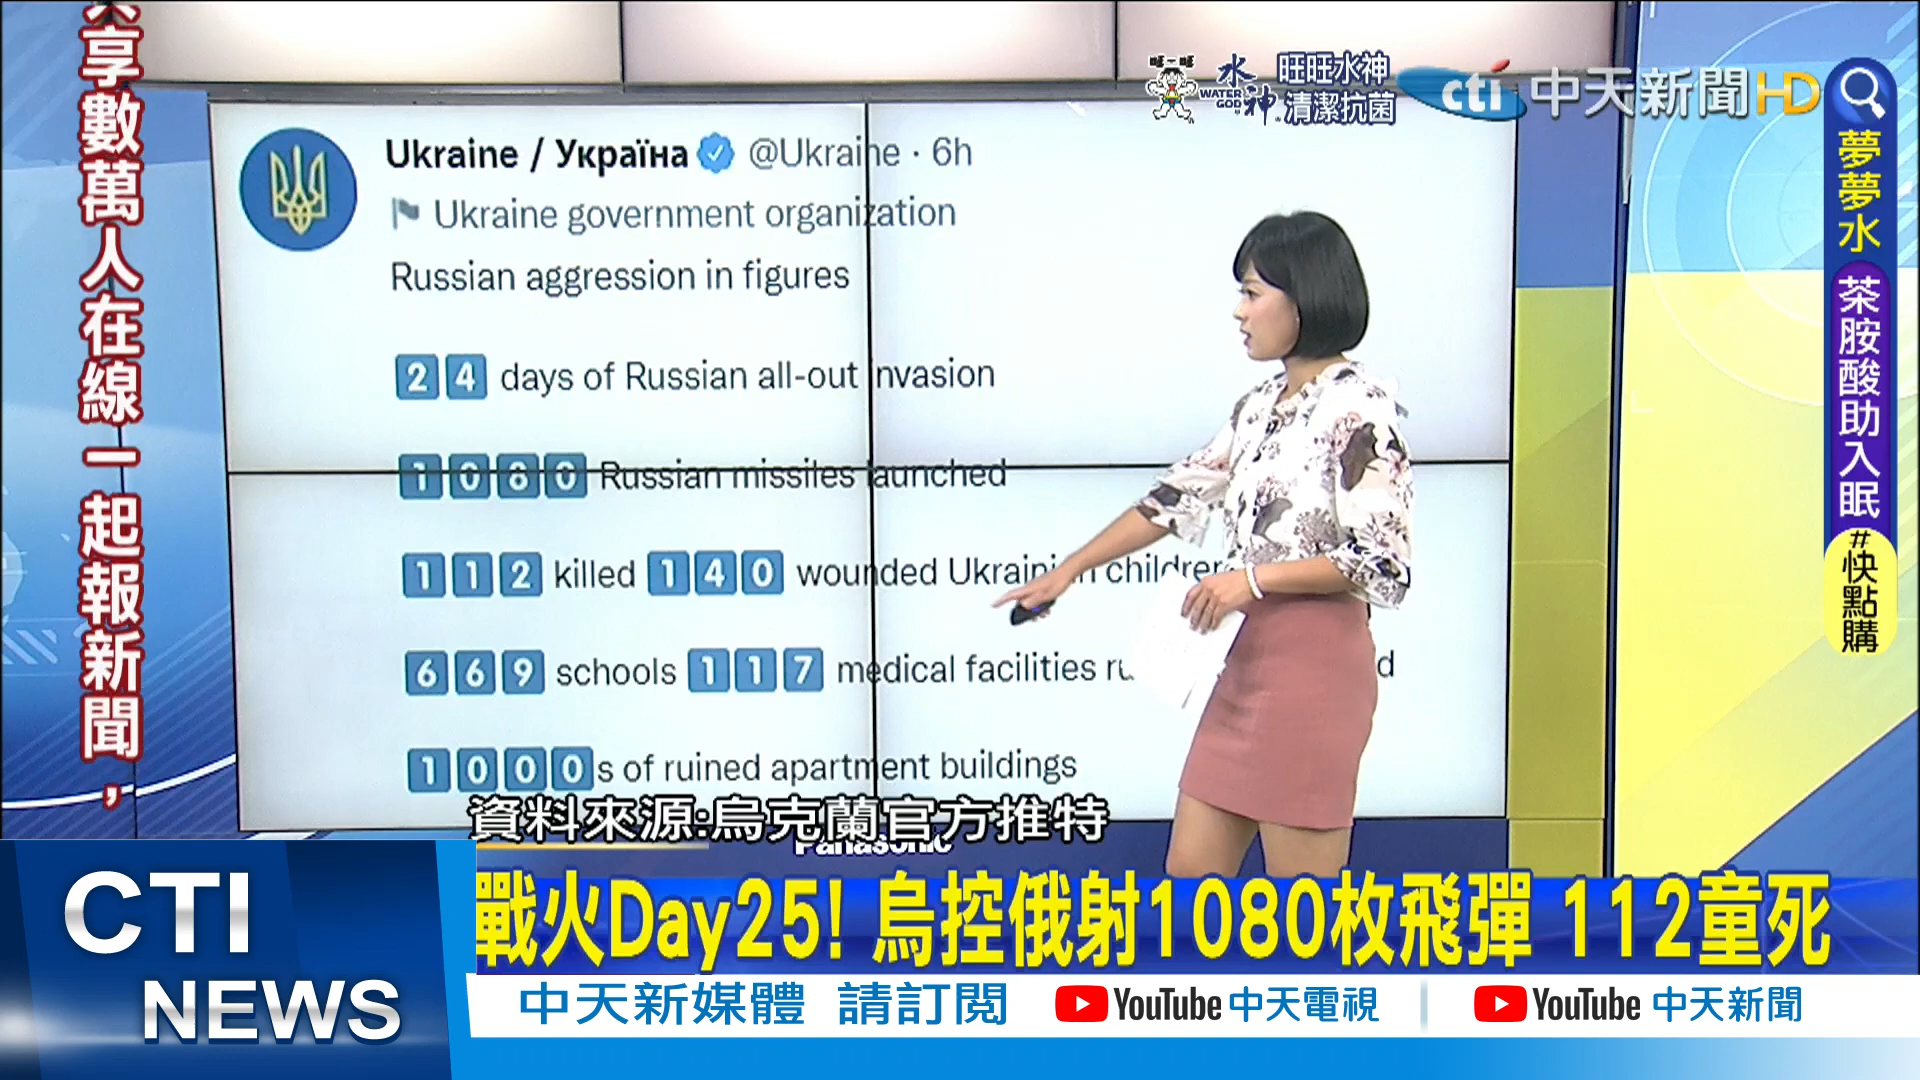 享數萬人在線一起報新聞，
旺旺水神
清潔抗菌
水神
WATER GOD
cti 中天新聞HD
夢夢水
茶胺酸助入眠
#快點購
Ukraine / Україна @Ukraine · 6h
Ukraine government organization
Russian aggression in figures
24 days of Russian all-out invasion
1080 Russian missiles launched
112 killed 140 wounded Ukrainian children
669 schools 117 medical facilities
1000s of ruined apartment buildings
資料來源:烏克蘭官方推特
Panasonic
CTI NEWS
戰火Day25! 烏控俄射1080枚飛彈 112童死
中天新媒體 請訂閱 YouTube 中天電視 | YouTube 中天新聞